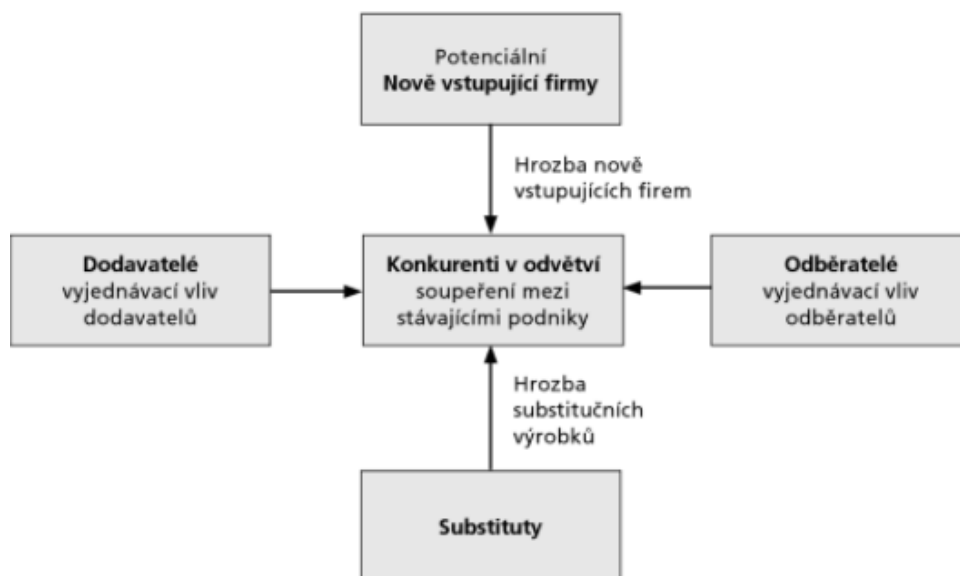 Potenciální
Nově vstupující firmy
Hrozba nově
vstupujících firem
Dodavatelé
vyjednávací vliv
dodavatelů
Konkurenti v odvětví
soupeření mezi
stávajícími podniky
Odběratelé
vyjednávací vliv
odběratelů
Hrozba
substitučních
výrobků
Substituty